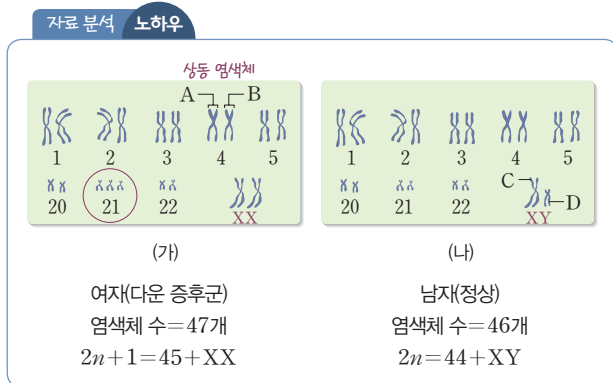 자료 분석 노하우
상동 염색체
A B
1 2 3 4 5
20 21 22 XX
(가)
여자(다운 증후군)
염색체 수=47개
2n+1=45+XX
1 2 3 4 5
C D
20 21 22 XY
(나)
남자(정상)
염색체 수=46개
2n=44+XY